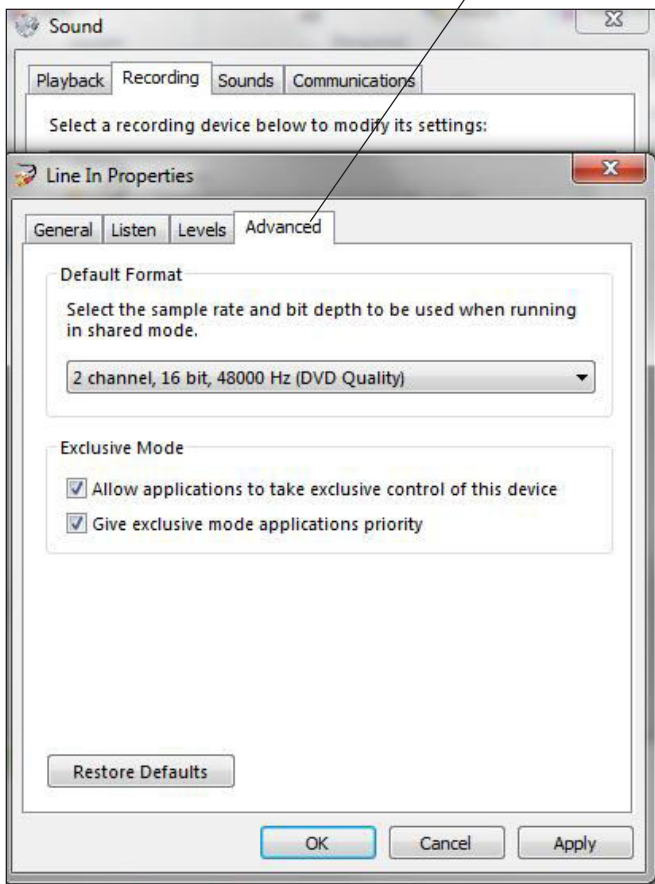 Sound
Playback Recording Sounds Communications
Select a recording device below to modify its settings:
Line In Properties
General Listen Levels Advanced
Default Format
Select the sample rate and bit depth to be used when running
in shared mode.
2 channel, 16 bit, 48000 Hz (DVD Quality)
Exclusive Mode
Allow applications to take exclusive control of this device
Give exclusive mode applications priority
Restore Defaults
OK Cancel Apply